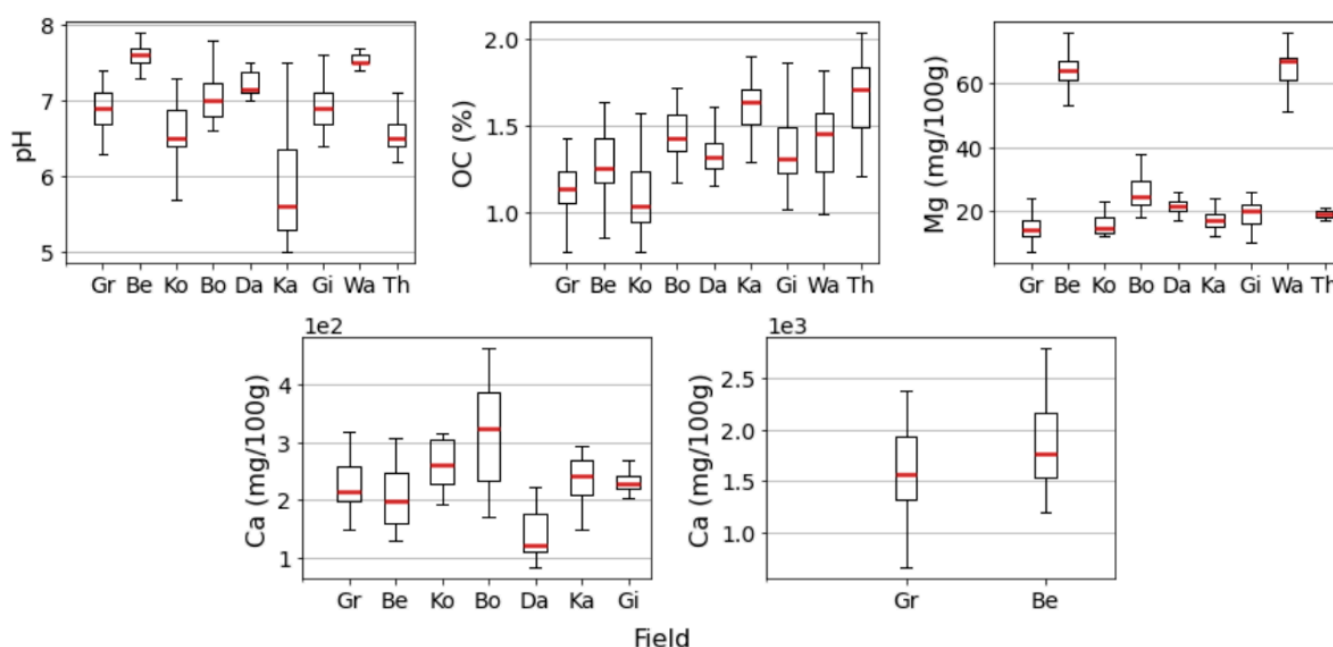 pH
8
7
6
5
Gr Be Ko Bo Da Ka Gi Wa Th
OC (%)
2.0
1.5
1.0
Gr Be Ko Bo Da Ka Gi Wa Th
Mg (mg/100g)
60
40
20
Gr Be Ko Bo Da Ka Gi Wa Th
1e2
Ca (mg/100g)
4
3
2
1
Gr Be Ko Bo Da Ka Gi
1e3
Ca (mg/100g)
2.5
2.0
1.5
1.0
Gr Be
Field